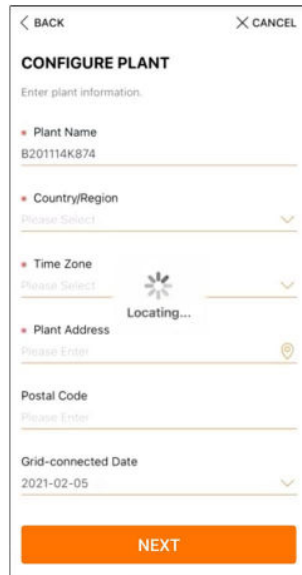 BACK
CANCEL
CONFIGURE PLANT
Enter plant information.
Plant Name
B201114K874
Country/Region
Please Select
Time Zone
Please Select
Locating...
Plant Address
Please Enter
Postal Code
Please Enter
Grid-connected Date
2021-02-05
NEXT